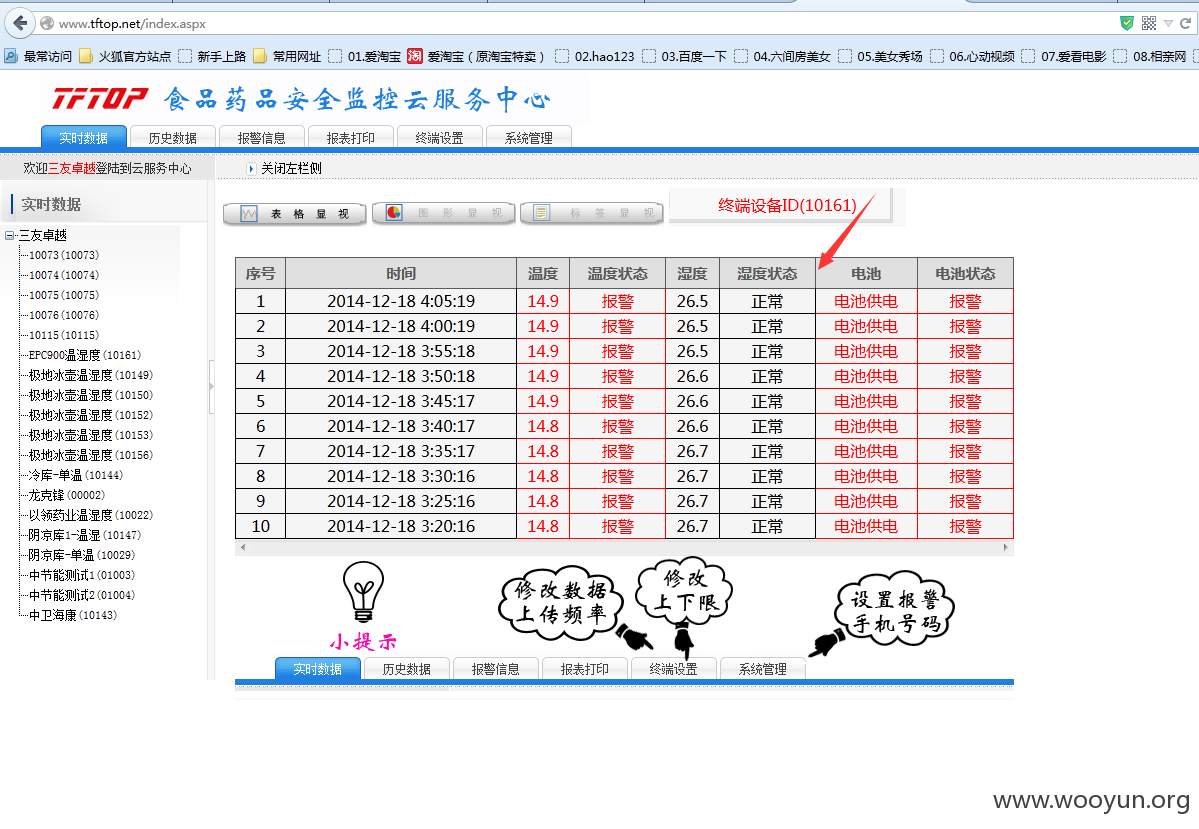 www.tftop.net/index.aspx
最常访问 火狐官方站点 新手上路 常用网址 01.爱淘宝 淘 爱淘宝（原淘宝特卖） 02.hao123 03.百度一下 04.六间房美女 05.美女秀场 06.心动视频 07.爱看电影 08.相亲网
TFTOP 食品药品安全监控云服务中心
实时数据 历史数据 报警信息 报表打印 终端设置 系统管理
欢迎三友卓越登陆到云服务中心 关闭左栏侧
实时数据
三友卓越
10073(10073)
10074(10074)
10075(10075)
10076(10076)
10115(10115)
EPC900温湿度(10161)
极地冰壶温湿度(10149)
极地冰壶温湿度(10150)
极地冰壶温湿度(10152)
极地冰壶温湿度(10153)
极地冰壶温湿度(10156)
冷库-单温(10144)
龙克锋(00002)
以领药业温湿度(10022)
阴凉库1-温湿(10147)
阴凉库-单温(10029)
中节能测试1(01003)
中节能测试2(01004)
中卫海康(10143)
表格显视 图形显视 标签显视 终端设备ID(10161)
序号 时间 温度 温度状态 湿度 湿度状态 电池 电池状态
1 2014-12-18 4:05:19 14.9 报警 26.5 正常 电池供电 报警
2 2014-12-18 4:00:19 14.9 报警 26.5 正常 电池供电 报警
3 2014-12-18 3:55:18 14.9 报警 26.5 正常 电池供电 报警
4 2014-12-18 3:50:18 14.9 报警 26.6 正常 电池供电 报警
5 2014-12-18 3:45:17 14.9 报警 26.6 正常 电池供电 报警
6 2014-12-18 3:40:17 14.8 报警 26.6 正常 电池供电 报警
7 2014-12-18 3:35:17 14.8 报警 26.7 正常 电池供电 报警
8 2014-12-18 3:30:16 14.8 报警 26.7 正常 电池供电 报警
9 2014-12-18 3:25:16 14.8 报警 26.7 正常 电池供电 报警
10 2014-12-18 3:20:16 14.8 报警 26.7 正常 电池供电 报警
小提示
修改数据
上传频率
修改
上下限
设置报警
手机号码
实时数据 历史数据 报警信息 报表打印 终端设置 系统管理
www.wooyun.org